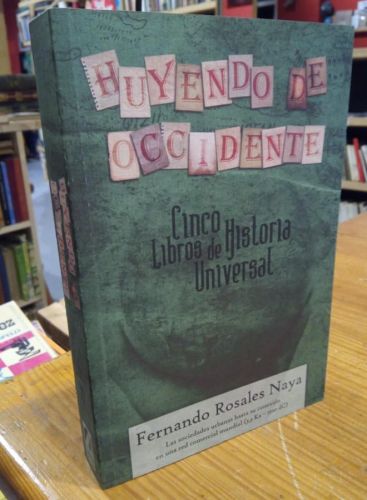 HUYENDO DE
OCCIDENTE
Cinco
Libros de Historia
Universal
Fernando Rosales Naya
Las sociedades urbanas hasta su conexión
en una red comercial mundial